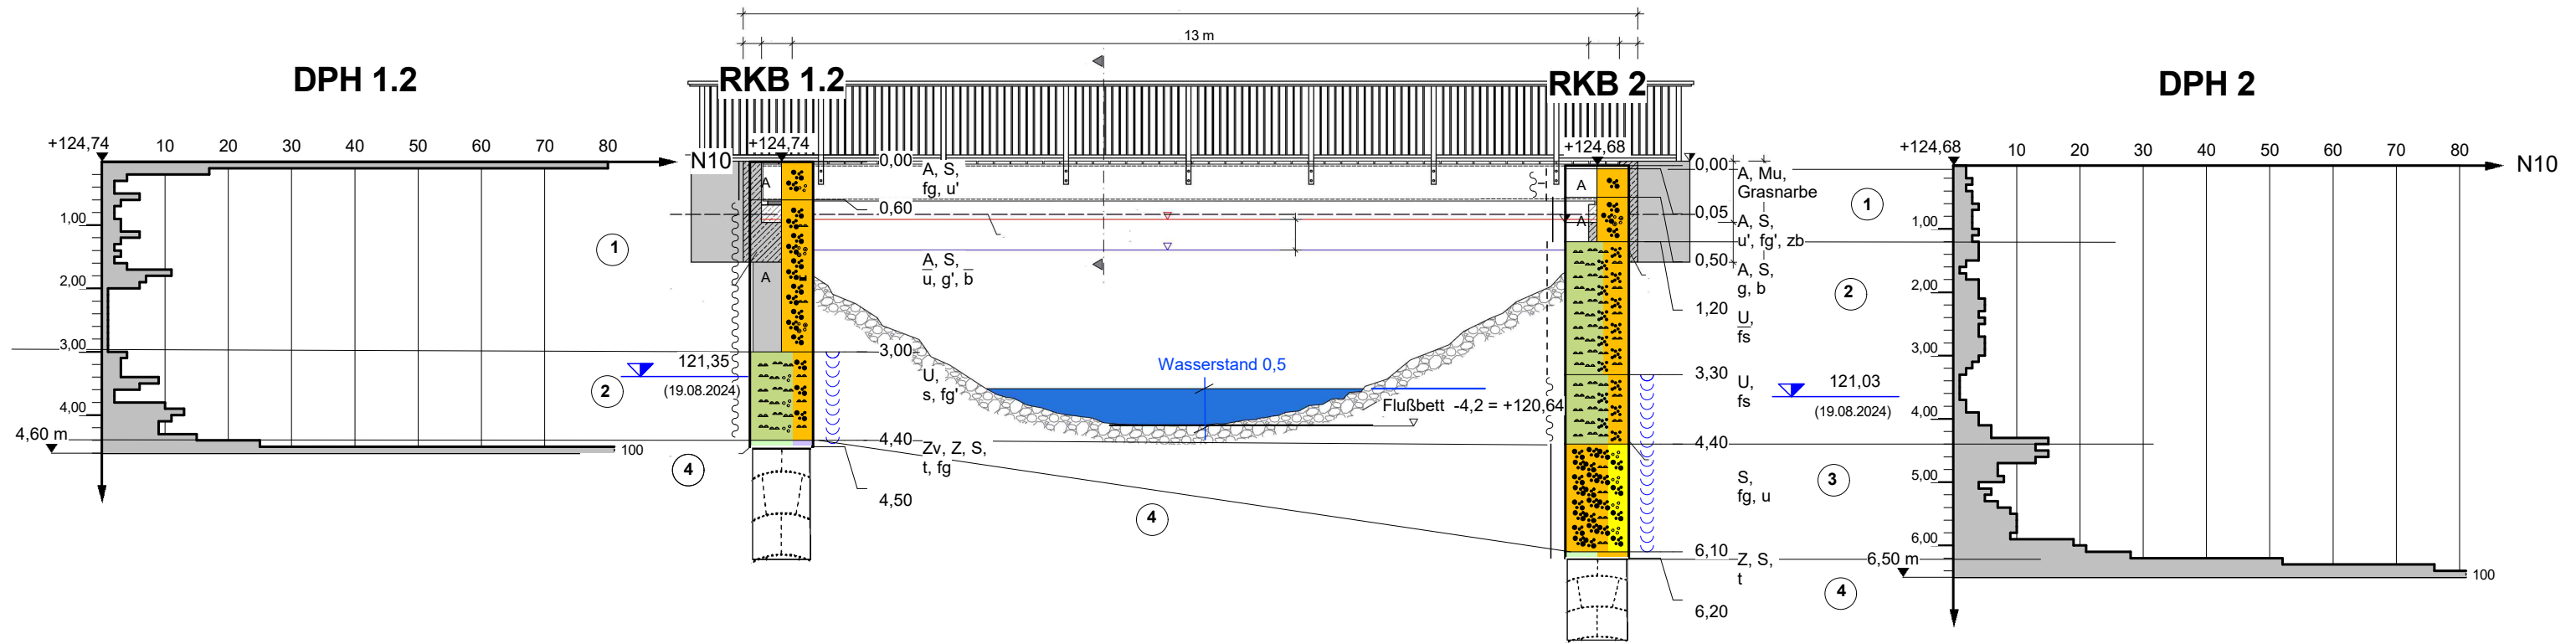 13 m
DPH 1.2
RKB 1.2
RKB 2
DPH 2
+124,74
10 20 30 40 50 60 70 80
N10
1,00
2,00
3,00
4,00
4,60 m
100
1
2
4
121,35
(19.08.2024)
+124,74
A
A
0,00
A, S,
fg, u'
0,60
A, S,
u, g', b
3,00
U,
s, fg'
4,40
Zv, Z, S,
t, fg
4,50
Wasserstand 0,5
Flußbett -4,2 = +120,64
4
+124,68
A
A
0,00
A, Mu,
Grasnarbe
0,05
A, S,
u', fg', zb
0,50
A, S,
g, b
1,20
U,
fs
3,30
U,
fs
4,40
S,
fg, u
6,10
Z, S,
t
6,20
121,03
(19.08.2024)
1
2
3
4
+124,68
10 20 30 40 50 60 70 80
N10
1,00
2,00
3,00
4,00
5,00
6,00
6,50 m
100